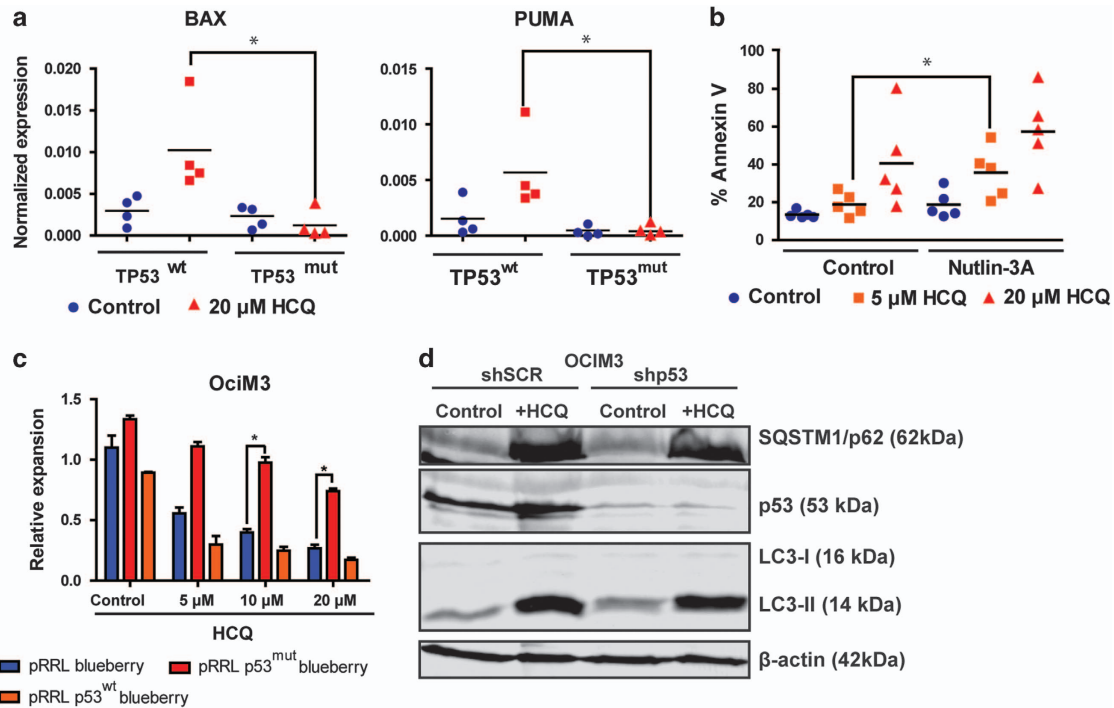 a
BAX
PUMA
*
*
Normalized expression
0.020
0.015
0.010
0.005
0.000
0.015
0.010
0.005
0.000
TP53 wt
TP53 mut
TP53wt
TP53mut
Control
20 µM HCQ
b
% Annexin V
100
80
60
40
20
0
*
Control
Nutlin-3A
Control
5 µM HCQ
20 µM HCQ
c
OciM3
Relative expansion
1.5
1.0
0.5
0.0
*
*
Control
5 µM
10 µM
20 µM
HCQ
pRRL blueberry
pRRL p53mut blueberry
pRRL p53wt blueberry
d
OCIM3
shSCR
shp53
Control +HCQ Control +HCQ
SQSTM1/p62 (62kDa)
p53 (53 kDa)
LC3-I (16 kDa)
LC3-II (14 kDa)
β-actin (42kDa)